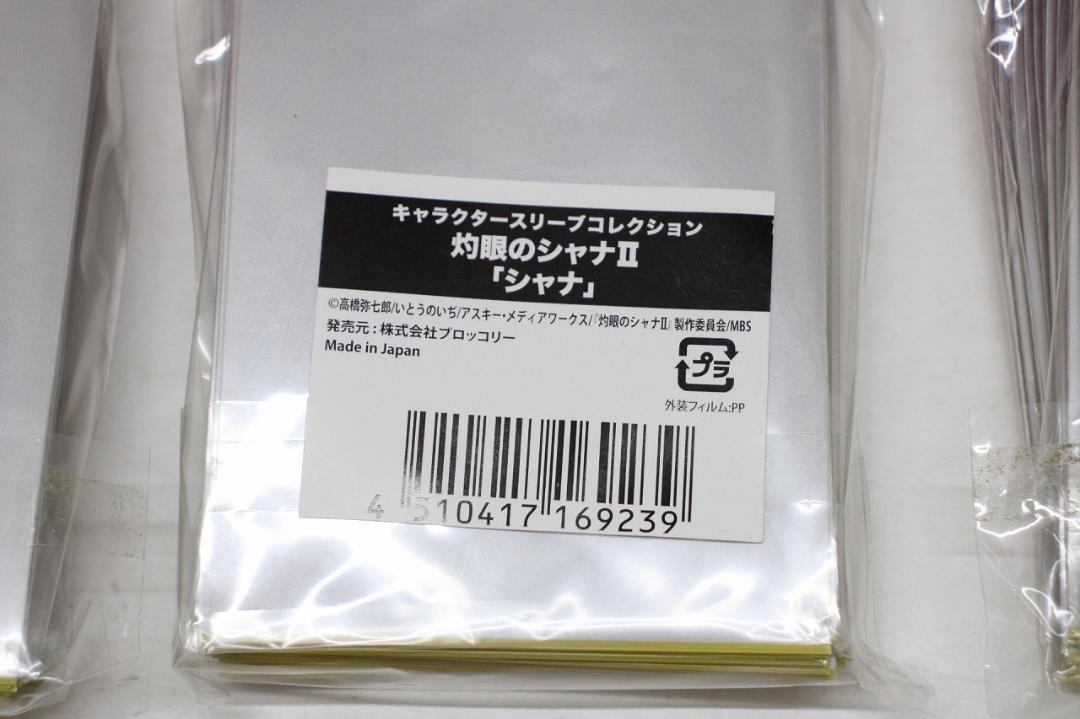 キャラクタースリーブコレクション
灼眼のシャナⅡ
「シャナ」
©高橋弥七郎/いとうのいぢ/アスキー・メディアワークス/『灼眼のシャナⅡ』製作委員会/MBS
発売元：株式会社ブロッコリー
Made in Japan
プラ
外装フィルム:PP
4 510417 169239